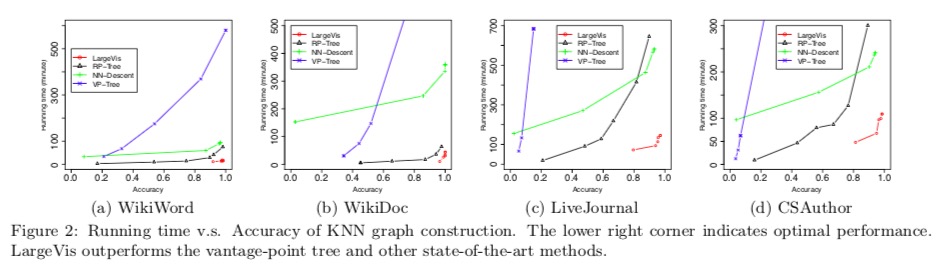 Running time (minute)
500
300
100
0
LargeVis
RP-Tree
NN-Descent
VP-Tree
0.0 0.2 0.4 0.6 0.8 1.0
Accuracy
(a) WikiWord
Running time (minute)
500
400
300
200
100
0
LargeVis
RP-Tree
NN-Descent
VP-Tree
0.0 0.2 0.4 0.6 0.8 1.0
Accuracy
(b) WikiDoc
Running time (minute)
700
500
300
100
0
LargeVis
RP-Tree
NN-Descent
VP-Tree
0.0 0.2 0.4 0.6 0.8 1.0
Accuracy
(c) LiveJournal
Running time (minute)
300
200
100
50
0
LargeVis
RP-Tree
NN-Descent
VP-Tree
0.0 0.2 0.4 0.6 0.8 1.0
Accuracy
(d) CSAuthor
Figure 2: Running time v.s. Accuracy of KNN graph construction. The lower right corner indicates optimal performance.
LargeVis outperforms the vantage-point tree and other state-of-the-art methods.